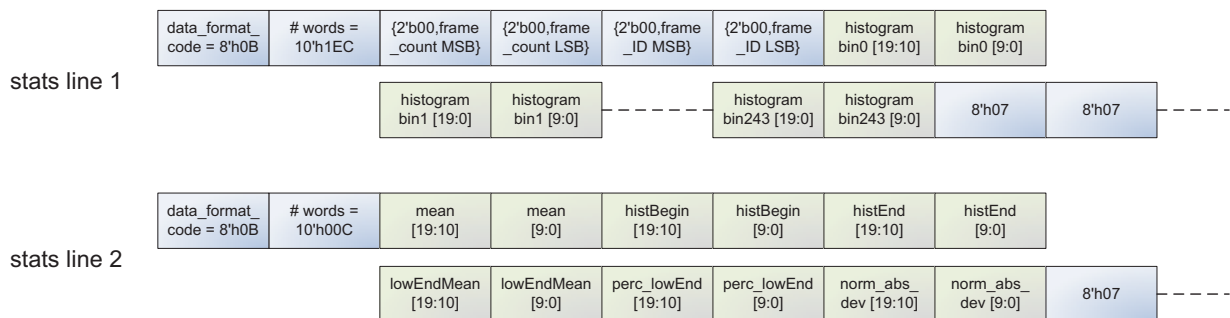 stats line 1
data_format_
code = 8'h0B
# words =
10'h1EC
{2'b00,frame
_count MSB}
{2'b00,frame
_count LSB}
{2'b00,frame
_ID MSB}
{2'b00,frame
_ID LSB}
histogram
bin0 [19:10]
histogram
bin0 [9:0]
histogram
bin1 [19:0]
histogram
bin1 [9:0]
histogram
bin243 [19:0]
histogram
bin243 [9:0]
8'h07
8'h07
stats line 2
data_format_
code = 8'h0B
# words =
10'h00C
mean
[19:10]
mean
[9:0]
histBegin
[19:10]
histBegin
[9:0]
histEnd
[19:10]
histEnd
[9:0]
lowEndMean
[19:10]
lowEndMean
[9:0]
perc_lowEnd
[19:10]
perc_lowEnd
[9:0]
norm_abs_
dev [19:10]
norm_abs_
dev [9:0]
8'h07